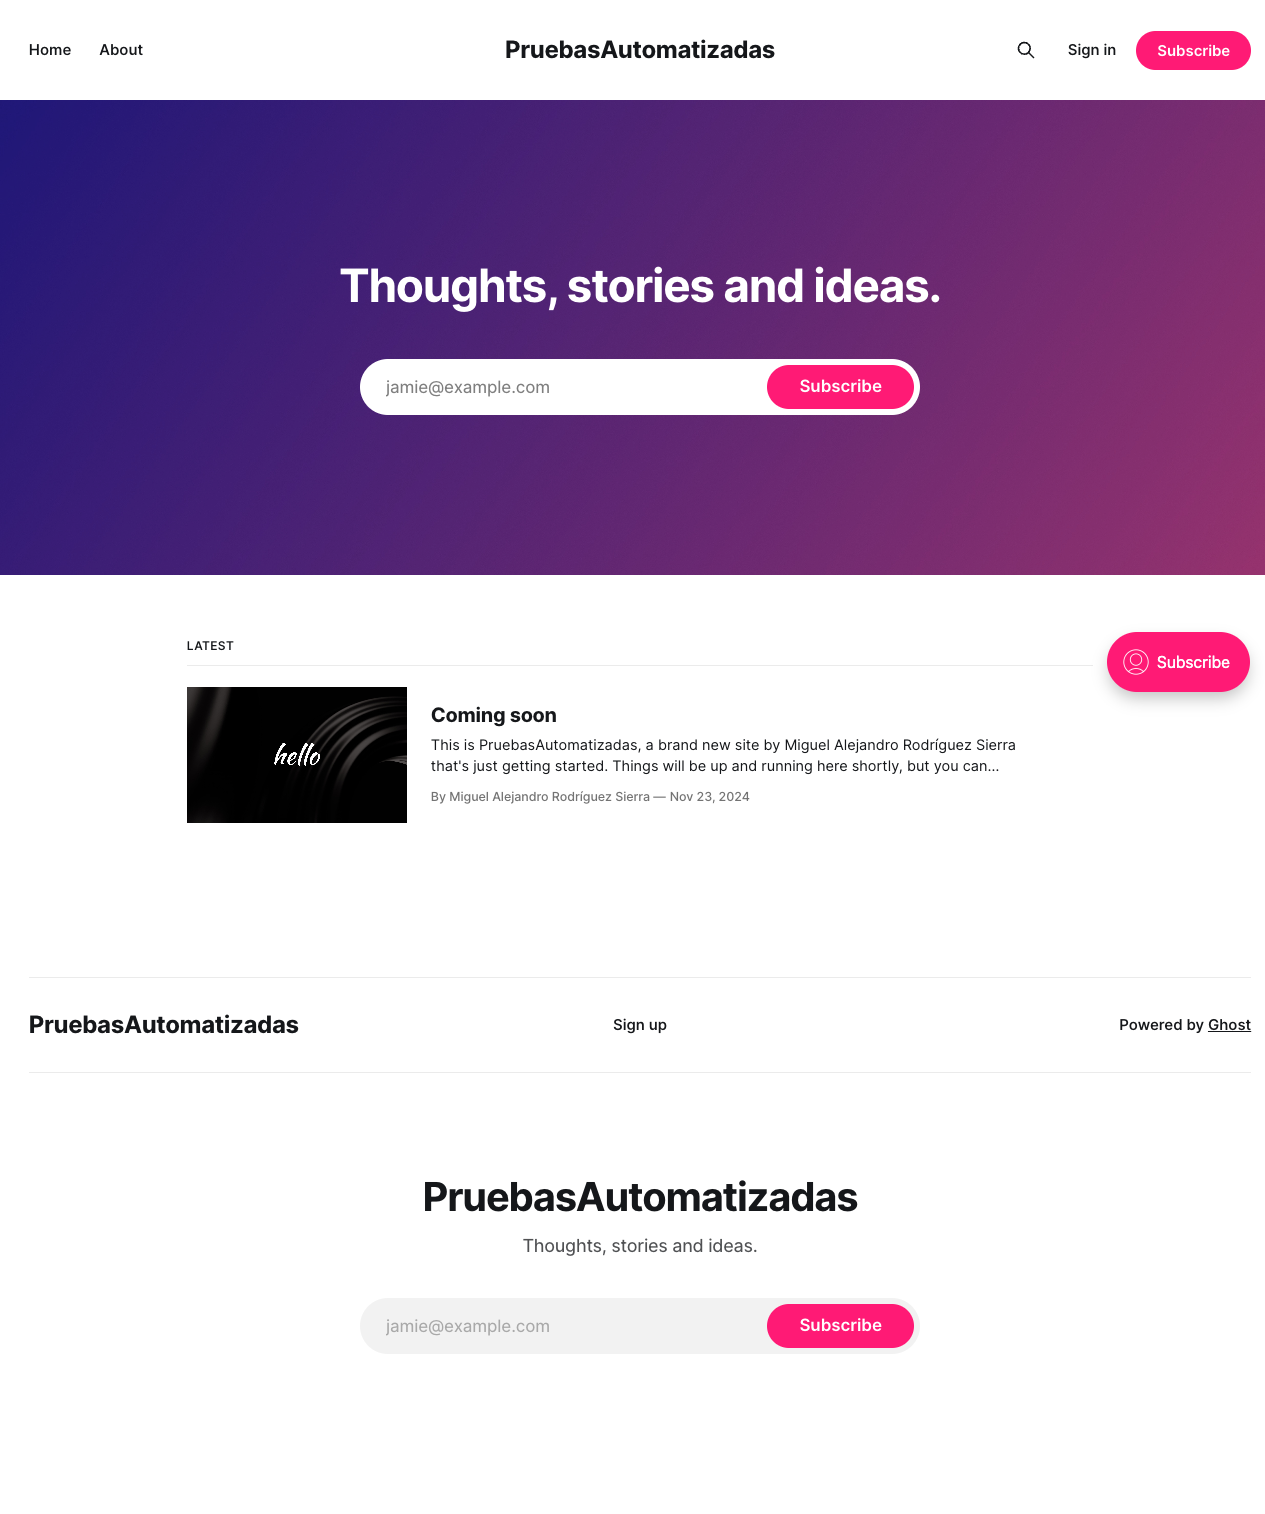 Home About PruebasAutomatizadas Sign in Subscribe
Thoughts, stories and ideas.
jamie@example.com Subscribe
LATEST
Subscribe
hello
Coming soon
This is PruebasAutomatizadas, a brand new site by Miguel Alejandro Rodríguez Sierra
that's just getting started. Things will be up and running here shortly, but you can…
By Miguel Alejandro Rodríguez Sierra — Nov 23, 2024
PruebasAutomatizadas Sign up Powered by Ghost
PruebasAutomatizadas
Thoughts, stories and ideas.
jamie@example.com Subscribe